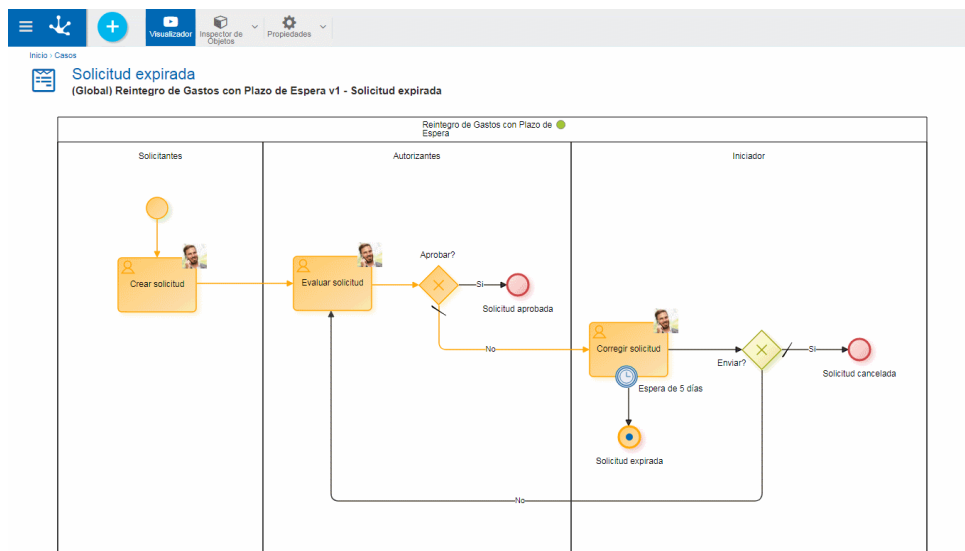 Visualizador
Inspector de
Objetos
Propiedades
Inicio › Casos
Solicitud expirada
(Global) Reintegro de Gastos con Plazo de Espera v1 - Solicitud expirada
Reintegro de Gastos con Plazo de
Espera
Solicitantes
Autorizantes
Iniciador
Aprobar?
Crear solicitud
Evaluar solicitud
Si
Solicitud aprobada
No
Corregir solicitud
Enviar?
Si
Solicitud cancelada
Espera de 5 días
Solicitud expirada
No